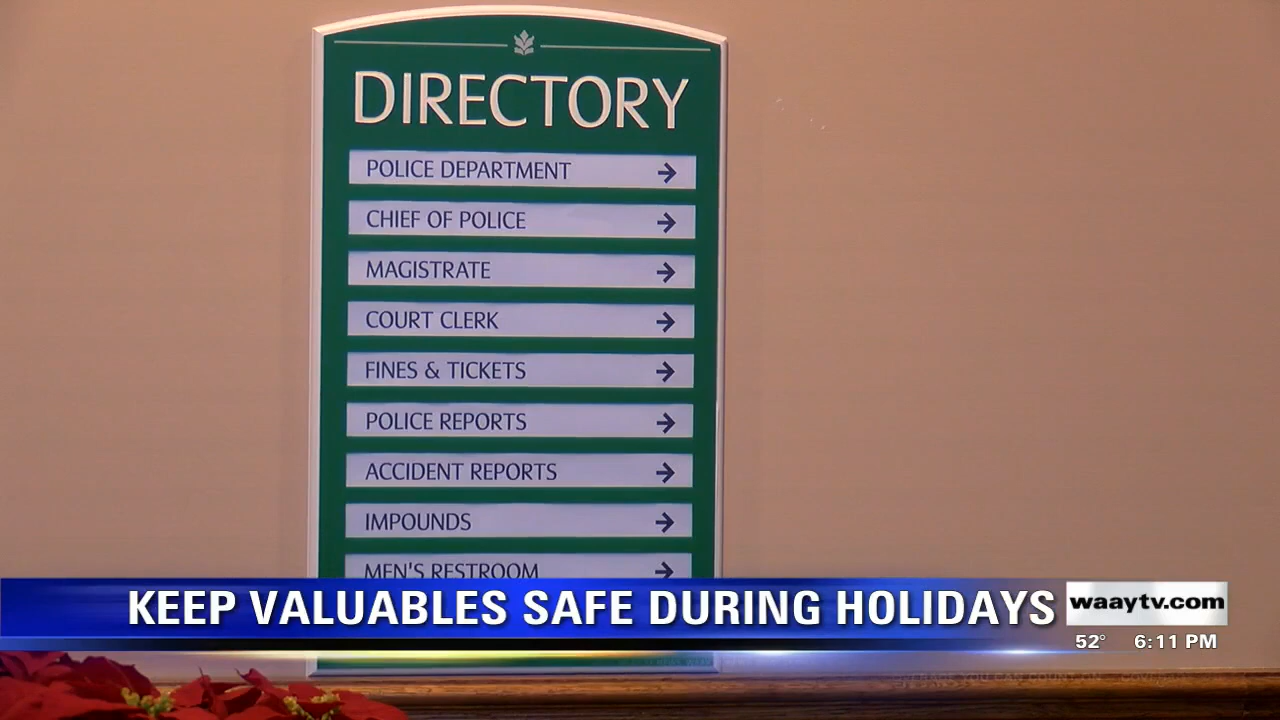 DIRECTORY
POLICE DEPARTMENT →
CHIEF OF POLICE →
MAGISTRATE →
COURT CLERK →
FINES & TICKETS →
POLICE REPORTS →
ACCIDENT REPORTS →
IMPOUNDS →
MEN'S RESTROOM →
KEEP VALUABLES SAFE DURING HOLIDAYS
waaytv.com
52° 6:11 PM